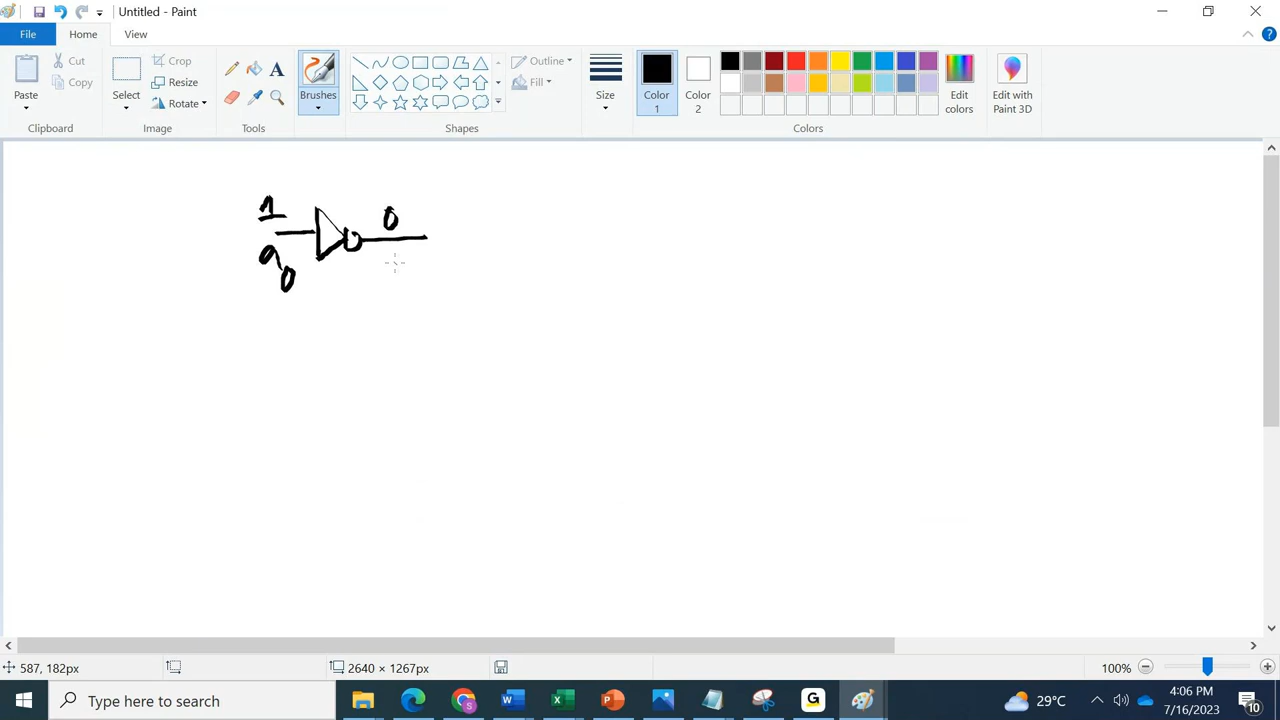 Untitled - Paint
File Home View
Paste
Cut
Copy
Clipboard
Select
Crop
Resize
Rotate
Image
A
Tools
Brushes
Outline
Fill
Shapes
Size
Color 1
Color 2
Edit colors
Colors
Edit with Paint 3D
1
0
0
587, 182px
2640 × 1267px
100%
Type here to search
29°C
4:06 PM
7/16/2023
10